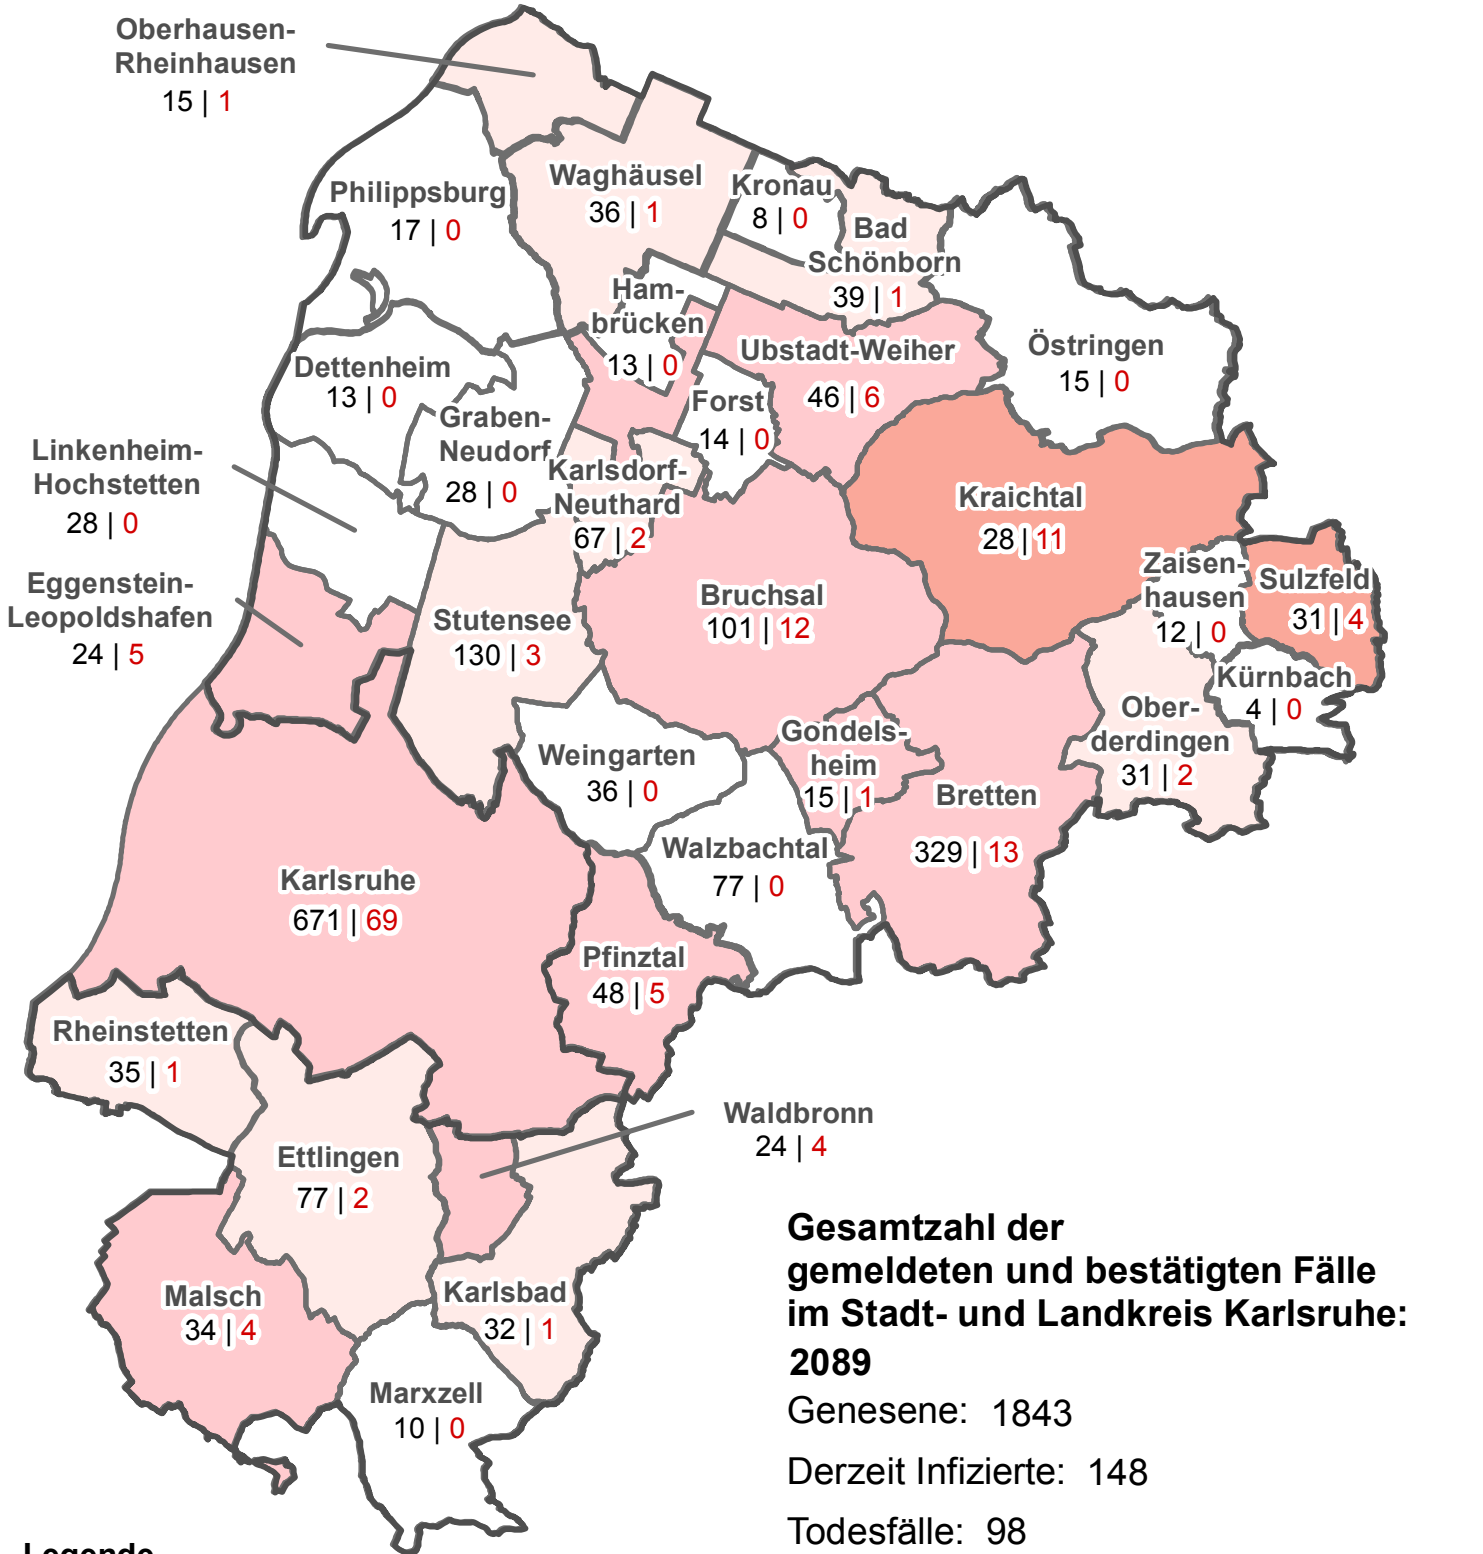 Oberhausen-
Rheinhausen
15 | 1
Philippsburg
17 | 0
Waghäusel
36 | 1
Kronau
8 | 0
Bad
Schönborn
39 | 1
Ham-
brücken
13 | 0
Ubstadt-Weiher
46 | 6
Östringen
15 | 0
Dettenheim
13 | 0
Forst
14 | 0
Graben-
Neudorf
28 | 0
Linkenheim-
Hochstetten
28 | 0
Karlsdorf-
Neuthard
67 | 2
Kraichtal
28 | 11
Eggenstein-
Leopoldshafen
24 | 5
Stutensee
130 | 3
Bruchsal
101 | 12
Zaisen-
hausen
12 | 0
Sulzfeld
31 | 4
Kürnbach
4 | 0
Ober-
derdingen
31 | 2
Gondels-
heim
15 | 1
Weingarten
36 | 0
Bretten
329 | 13
Walzbachtal
77 | 0
Karlsruhe
671 | 69
Pfinztal
48 | 5
Rheinstetten
35 | 1
Waldbronn
24 | 4
Ettlingen
77 | 2
Malsch
34 | 4
Karlsbad
32 | 1
Marxzell
10 | 0
Gesamtzahl der
gemeldeten und bestätigten Fälle
im Stadt- und Landkreis Karlsruhe:
2089
Genesene: 1843
Derzeit Infizierte: 148
Todesfälle: 98
Legende